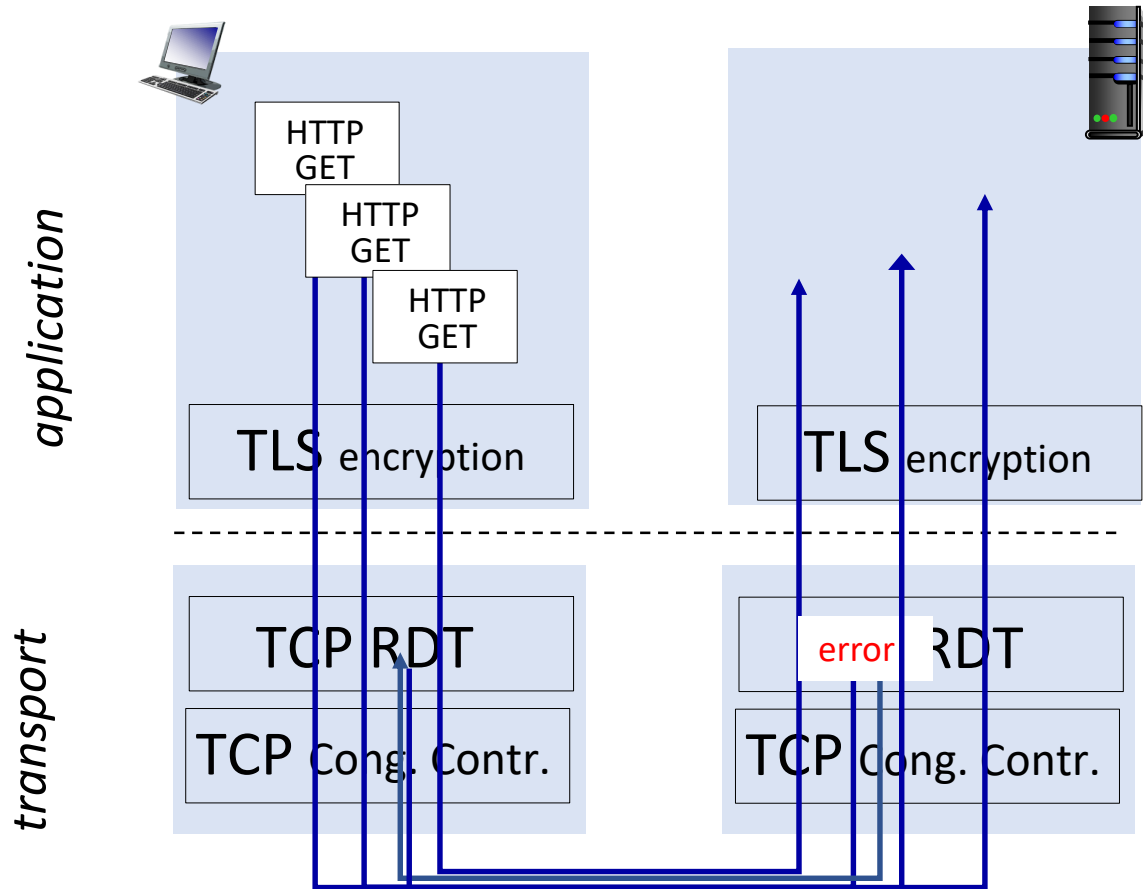 HTTP
GET
HTTP
GET
HTTP
GET
application
TLS encryption
TLS encryption
transport
TCP RDT
error RDT
TCP Cong. Contr.
TCP Cong. Contr.